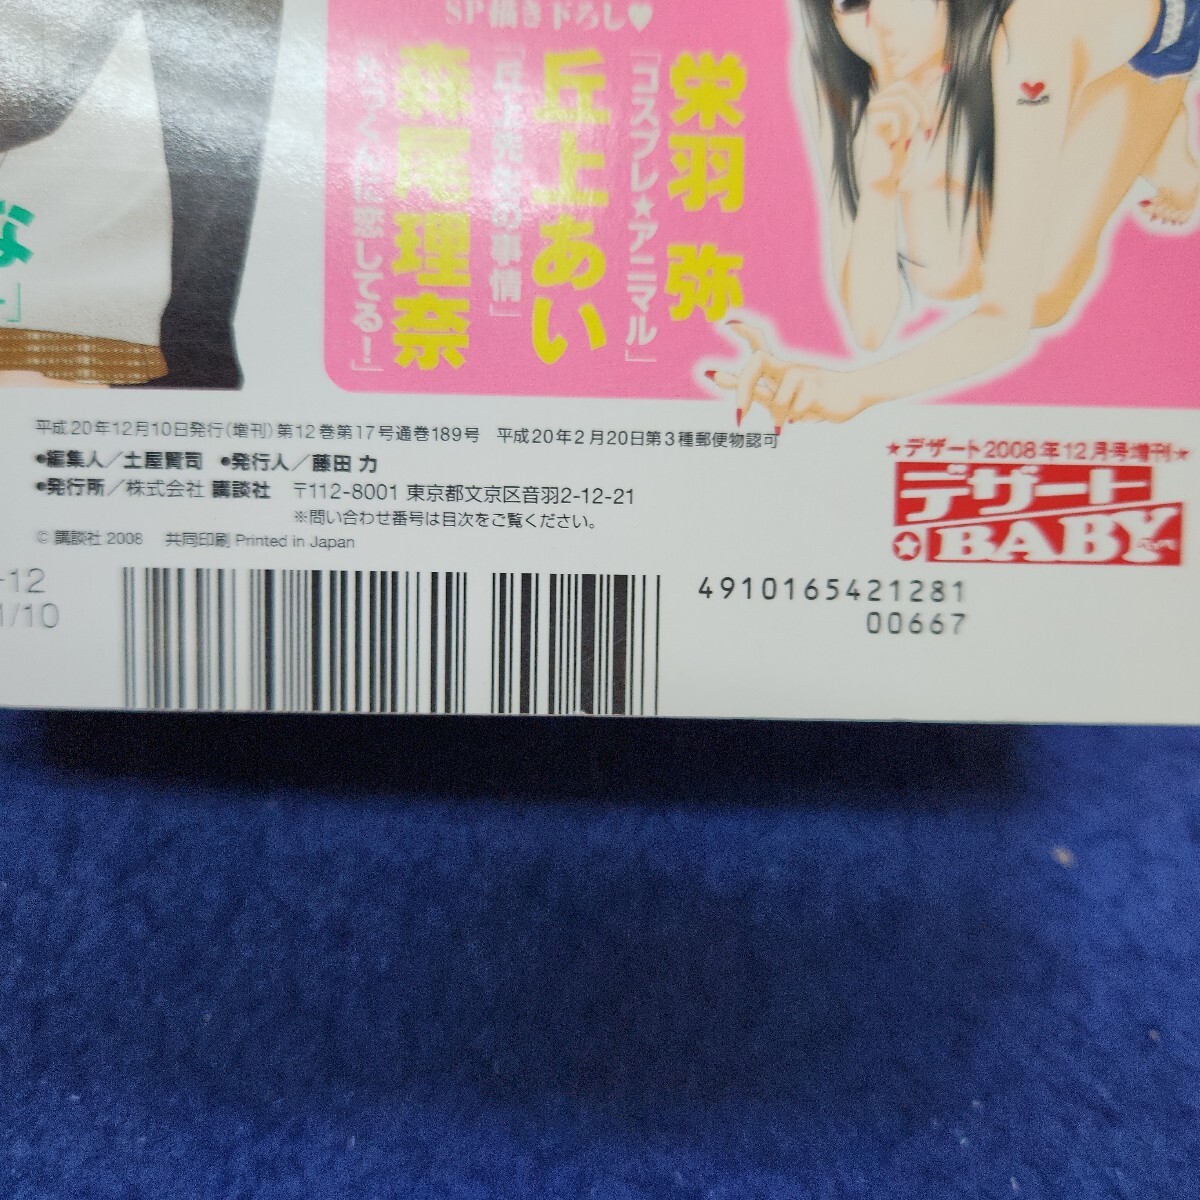 SP描き下ろし♥
栄羽 弥
『コスプレ★アニマル』
丘上あい
森尾理奈
に恋してる!』
な
平成20年12月10日発行(増刊)第12巻第17号通巻189号 平成20年2月20日第3種郵便物認可
●編集人/土屋賢司 ●発行人/藤田 力
●発行所/株式会社 講談社 〒112-8001 東京都文京区音羽2-12-21
※問い合わせ番号は目次をご覧ください。
© 講談社 2008 共同印刷 Printed in Japan
★デザート2008年12月号増刊★
デザート
★BABY
-12
1/10
4910165421281
00667